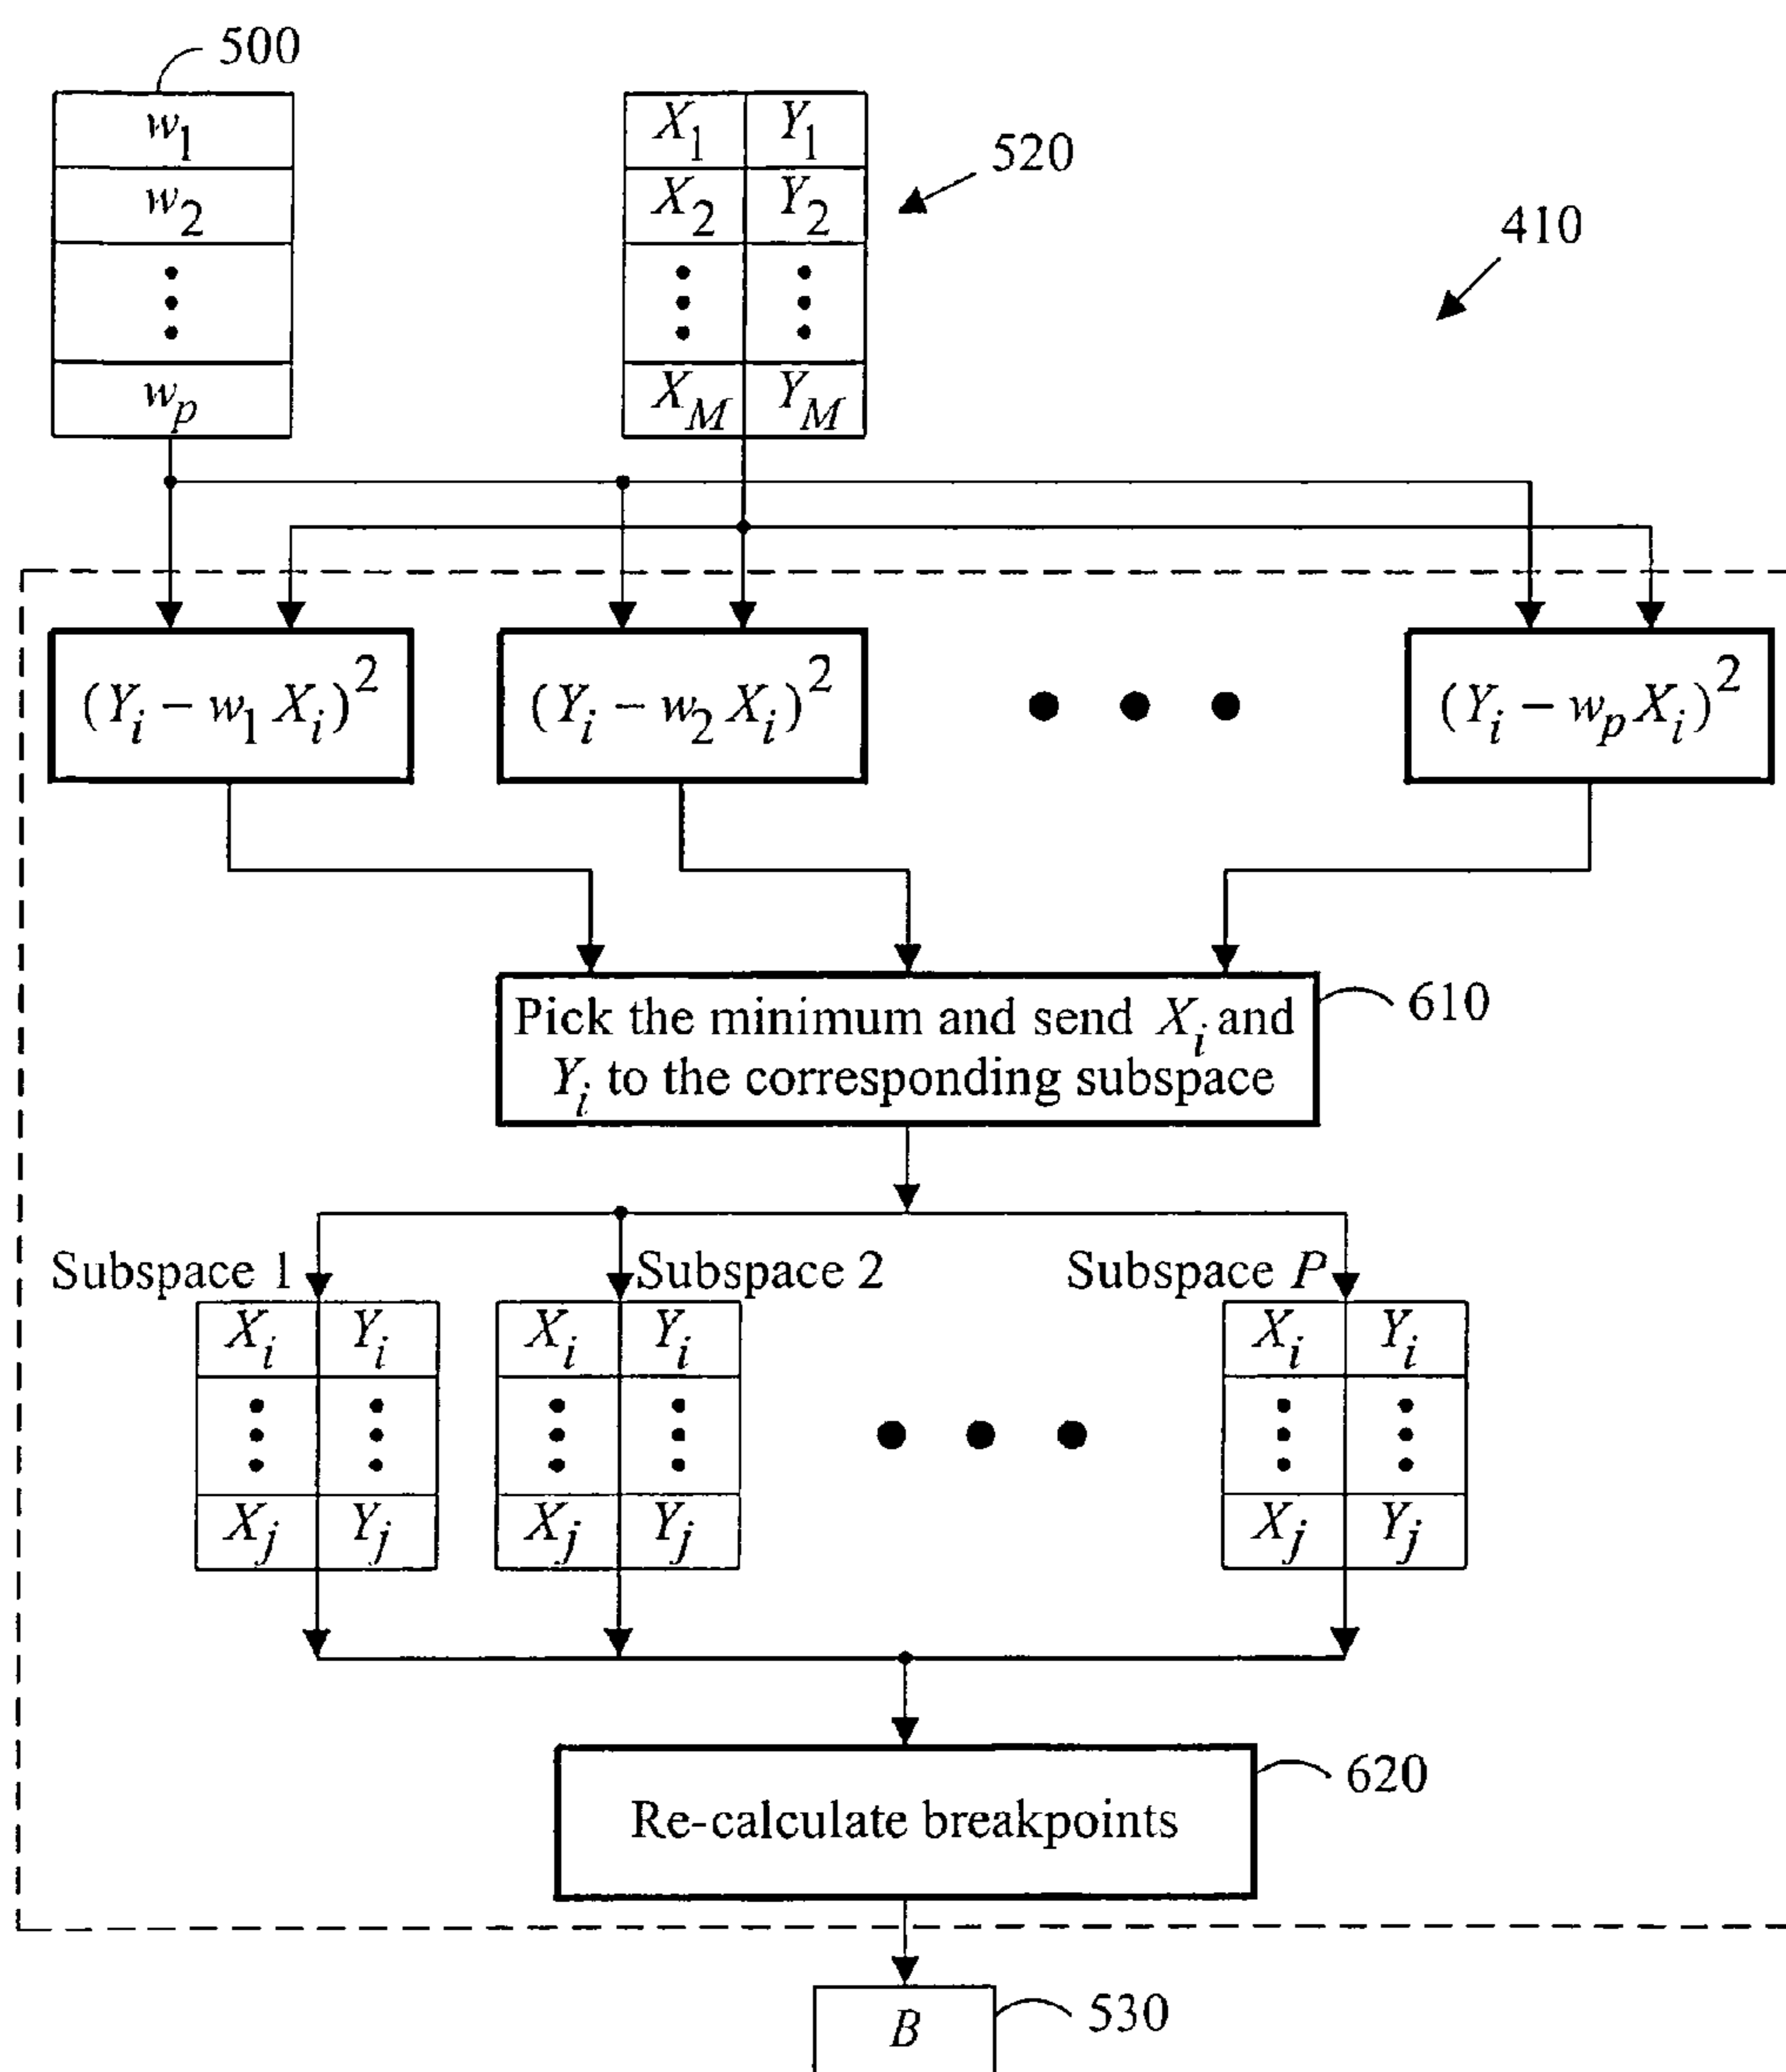 500
w1
w2
wp
X1 Y1
X2 Y2
XM YM
520
410
(Yi – w1 Xi)2
(Yi – w2 Xi)2
(Yi – wp Xi)2
Pick the minimum and send Xi and
Yi to the corresponding subspace
610
Subspace 1
Subspace 2
Subspace P
Xi Yi
Xj Yj
Xi Yi
Xj Yj
Xi Yi
Xj Yj
Re-calculate breakpoints
620
B
530